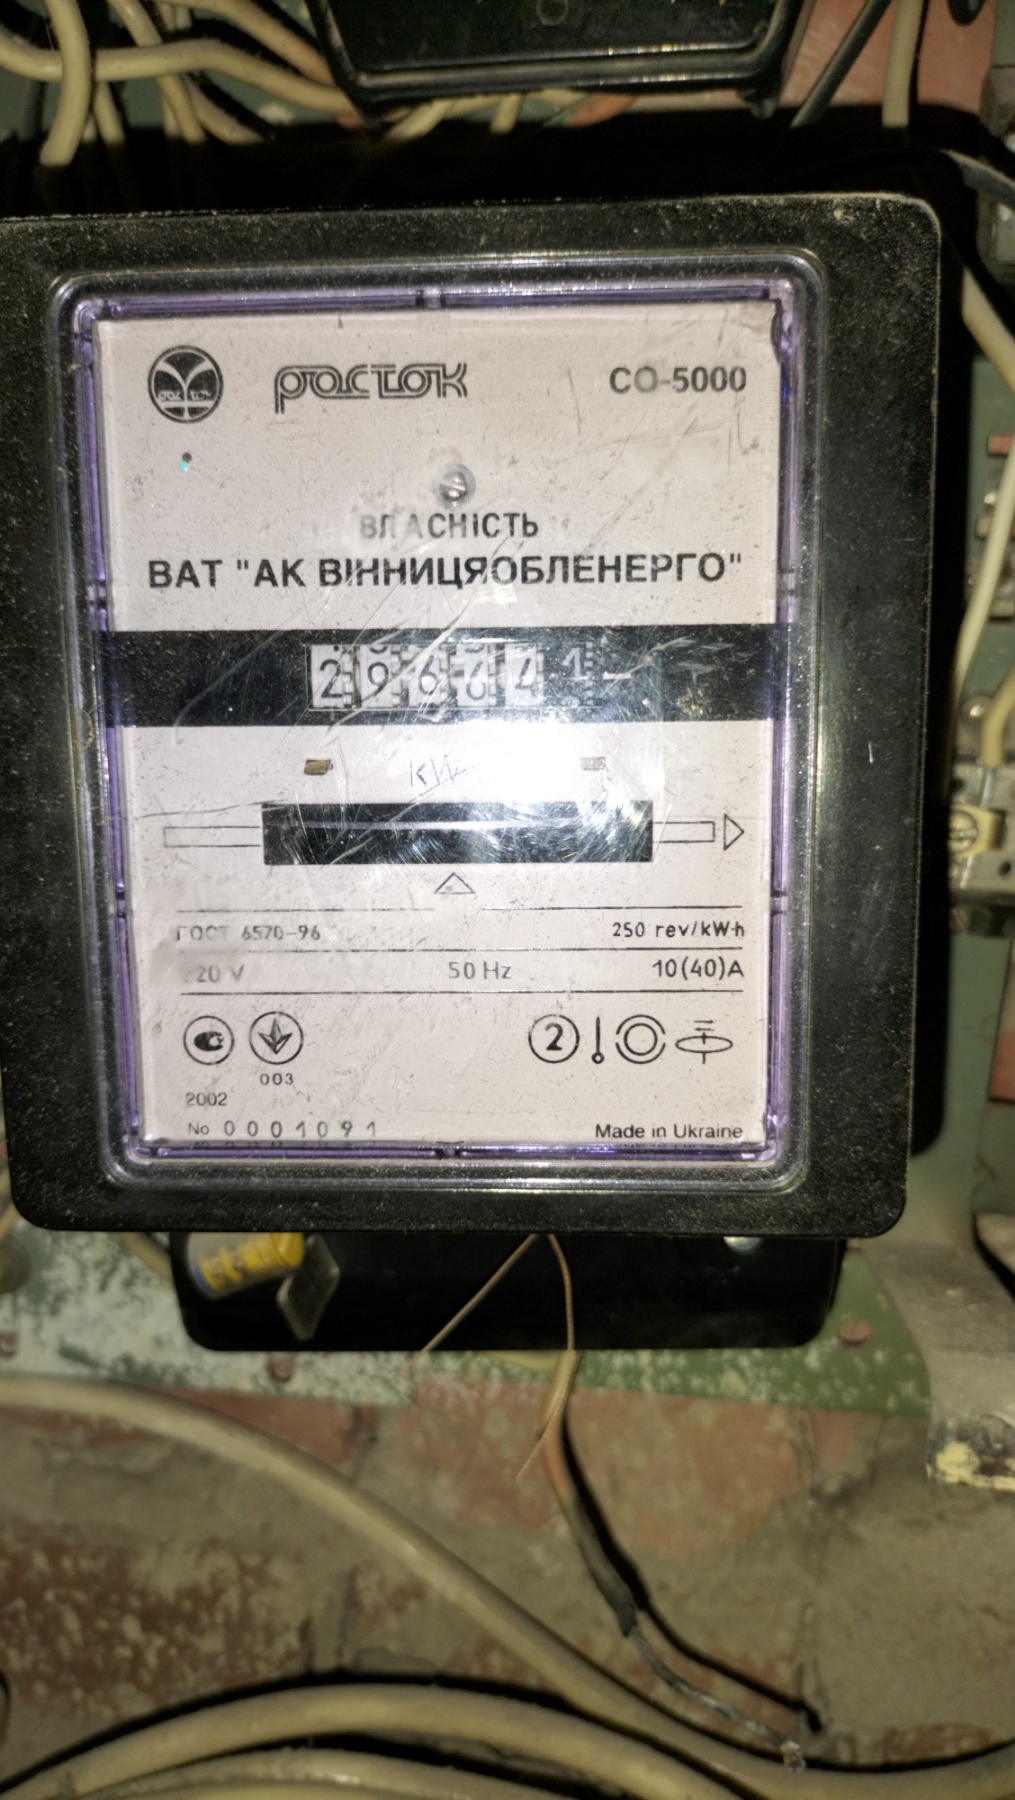 росток СО-5000
ВЛАСНІСТЬ
ВАТ "АК ВІННИЦЯОБЛЕНЕРГО"
29664 1
ГОСТ 6570-96 250 rev/kW·h
220 V 50 Hz 10(40)A
2
003
2002
No 0001091 Made in Ukraine